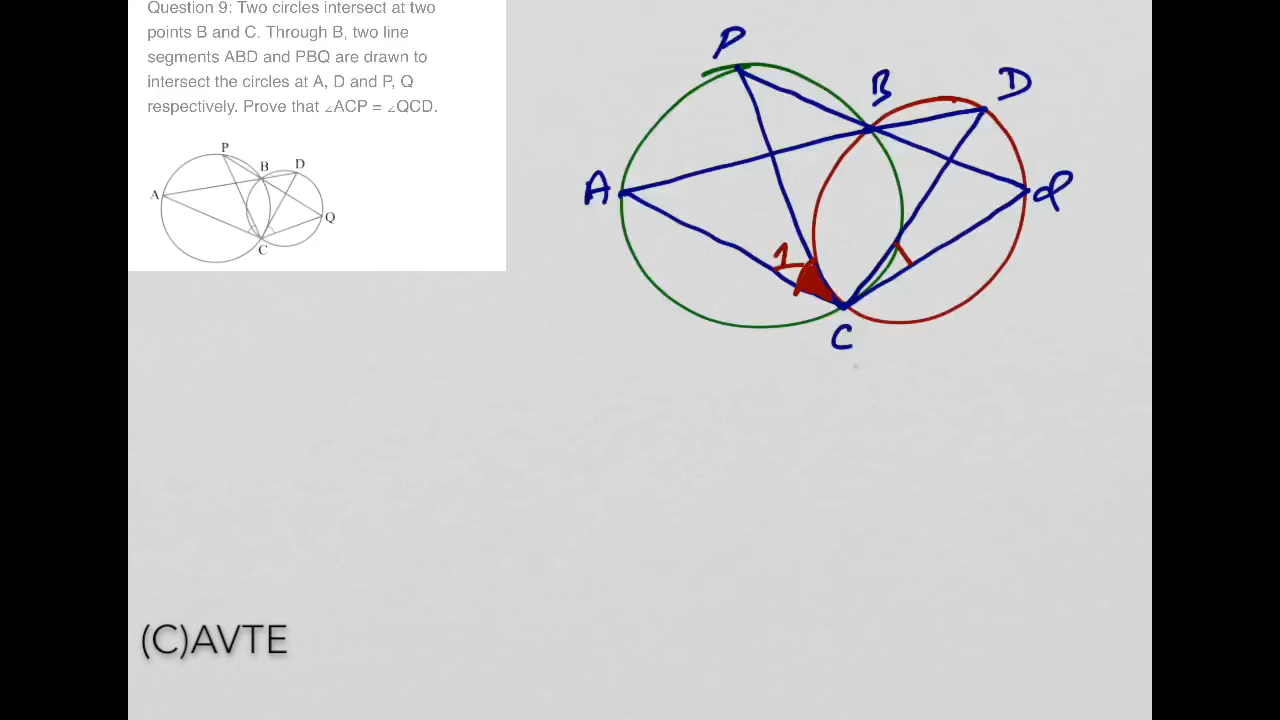 Question 9: Two circles intersect at two
points B and C. Through B, two line
segments ABD and PBQ are drawn to
intersect the circles at A, D and P, Q
respectively. Prove that ∠ACP = ∠QCD.
P
B
D
A
Q
C
P
B
D
A
Q
1
C
(C)AVTE